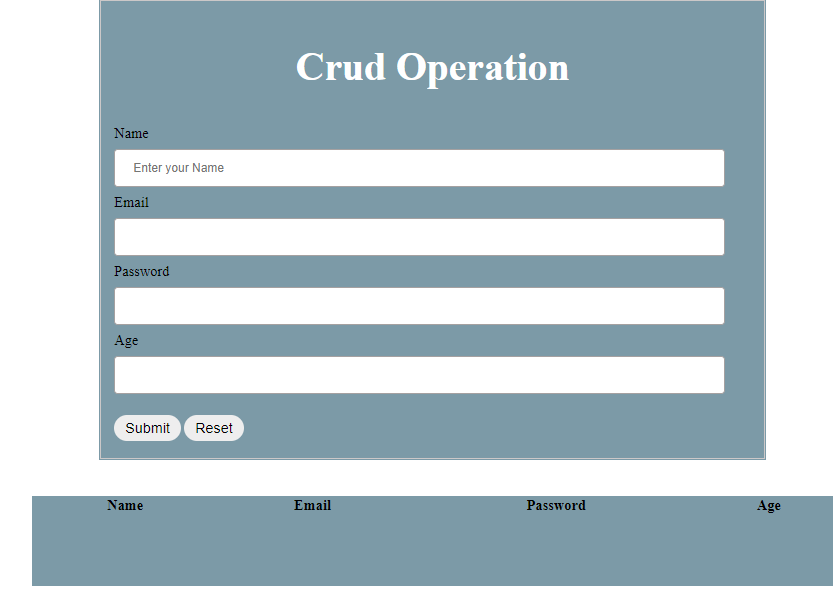 Crud Operation
Name
Enter your Name
Email
Password
Age
Submit Reset
Name Email Password Age